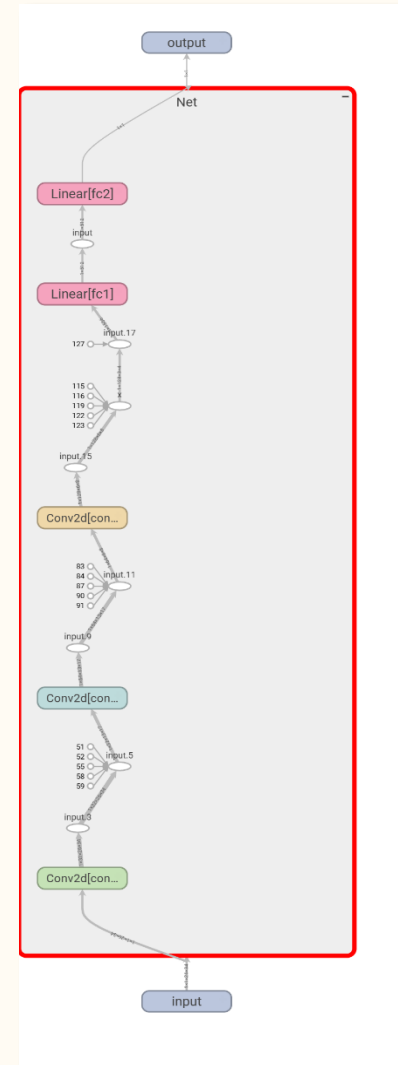 output
Net
Linear[fc2]
input
Linear[fc1]
input.17
127
115
116
119
122
123
x
input.15
Conv2d[con...
83
84
87
90
91
input.11
input.9
Conv2d[con...
51
52
55
58
59
input.5
input.3
Conv2d[con...
input